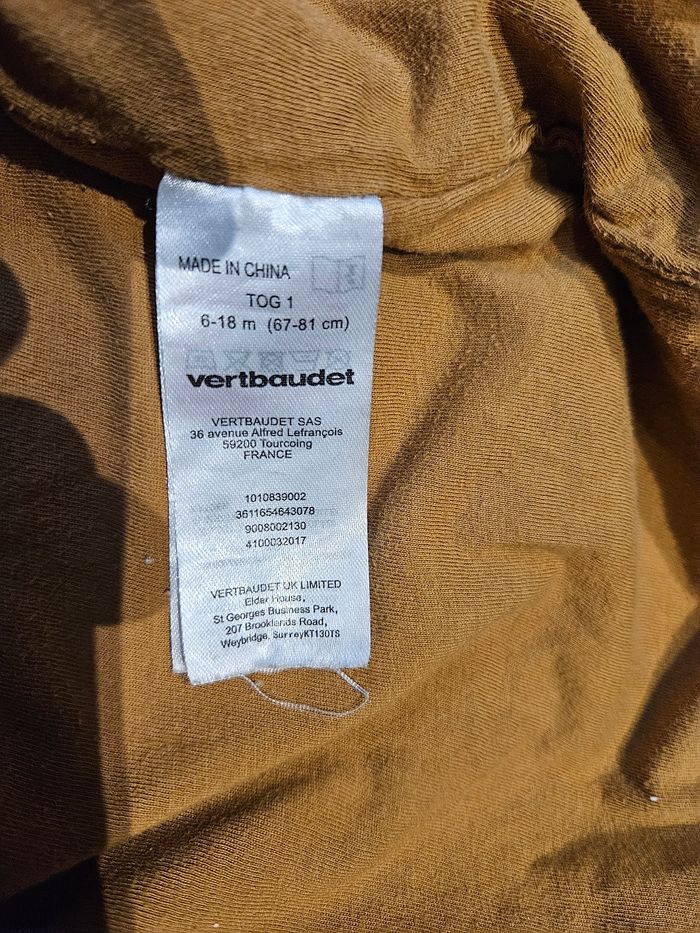 MADE IN CHINA
TOG 1
6-18 m (67-81 cm)
vertbaudet
VERTBAUDET SAS
36 avenue Alfred Lefrançois
59200 Tourcoing
FRANCE
1010839002
3611654643078
9008002130
4100032017
VERTBAUDET UK LIMITED
Elder House,
St Georges Business Park,
207 Brooklands Road,
Weybridge, SurreyKT130TS